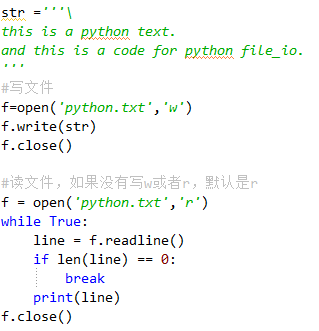 str ='''\
this is a python text.
and this is a code for python file_io.
'''
#写文件
f=open('python.txt','w')
f.write(str)
f.close()

#读文件，如果没有写w或者r，默认是r
f = open('python.txt','r')
while True:
    line = f.readline()
    if len(line) == 0:
        break
    print(line)
f.close()